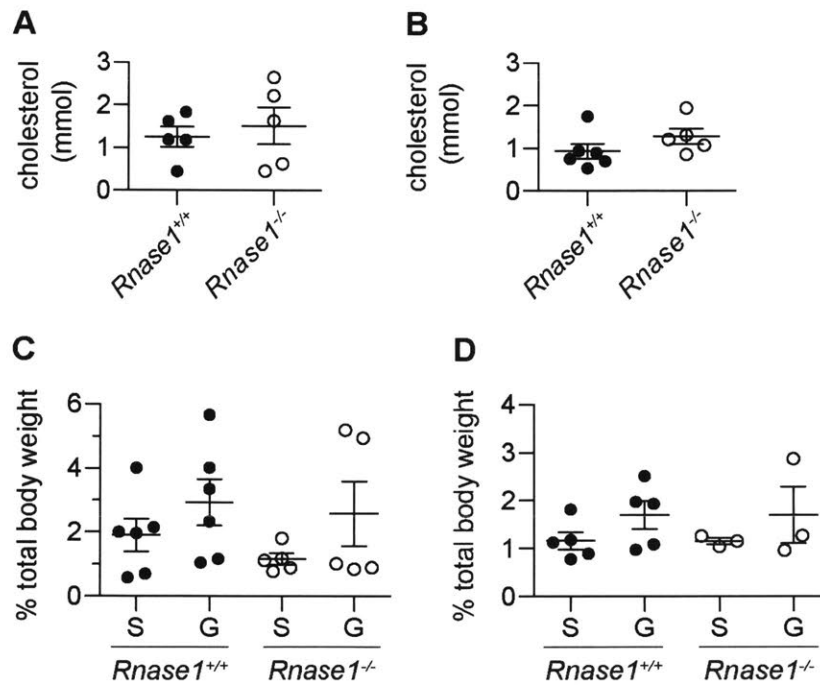 A
B
cholesterol
(mmol)
3
2
1
0
Rnase1+/+
Rnase1-/-
cholesterol
(mmol)
3
2
1
0
Rnase1+/+
Rnase1-/-
C
D
% total body weight
6
4
2
0
S G S G
Rnase1+/+ Rnase1-/-
% total body weight
4
3
2
1
0
S G S G
Rnase1+/+ Rnase1-/-